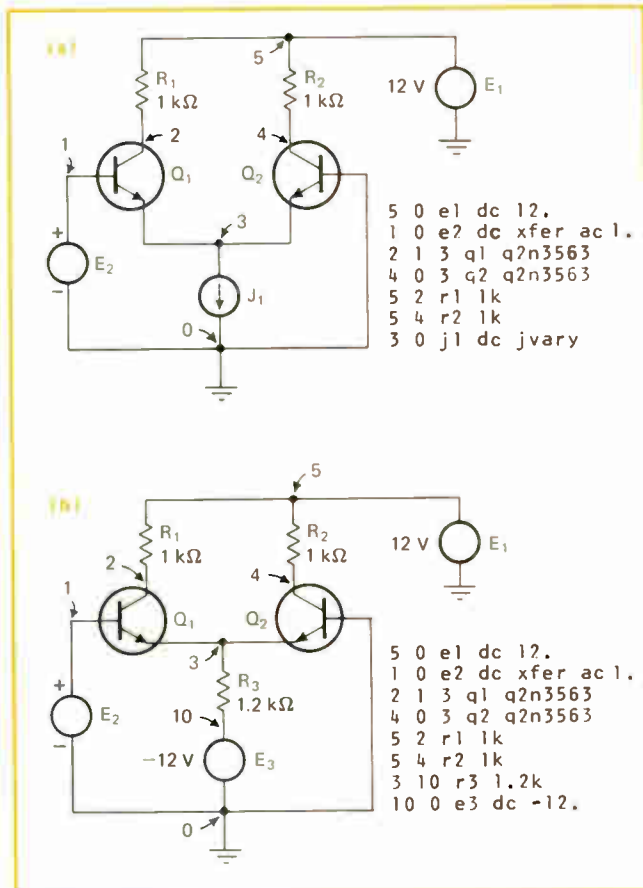 (a)
5
R₁
1 kΩ
R₂
1 kΩ
12 V
E₁
1
2
4
Q₁
Q₂
+
E₂
–
3
J₁
0
5 0 e1 dc 12.
1 0 e2 dc xfer ac 1.
2 1 3 q1 q2n3563
4 0 3 q2 q2n3563
5 2 r1 1k
5 4 r2 1k
3 0 j1 dc jvary
(b)
5
R₁
1 kΩ
R₂
1 kΩ
12 V
E₁
1
2
4
Q₁
Q₂
3
R₃
1.2 kΩ
+
E₂
–
10
–12 V
E₃
0
5 0 e1 dc 12.
1 0 e2 dc xfer ac 1.
2 1 3 q1 q2n3563
4 0 3 q2 q2n3563
5 2 r1 1k
5 4 r2 1k
3 10 r3 1.2k
10 0 e3 dc -12.